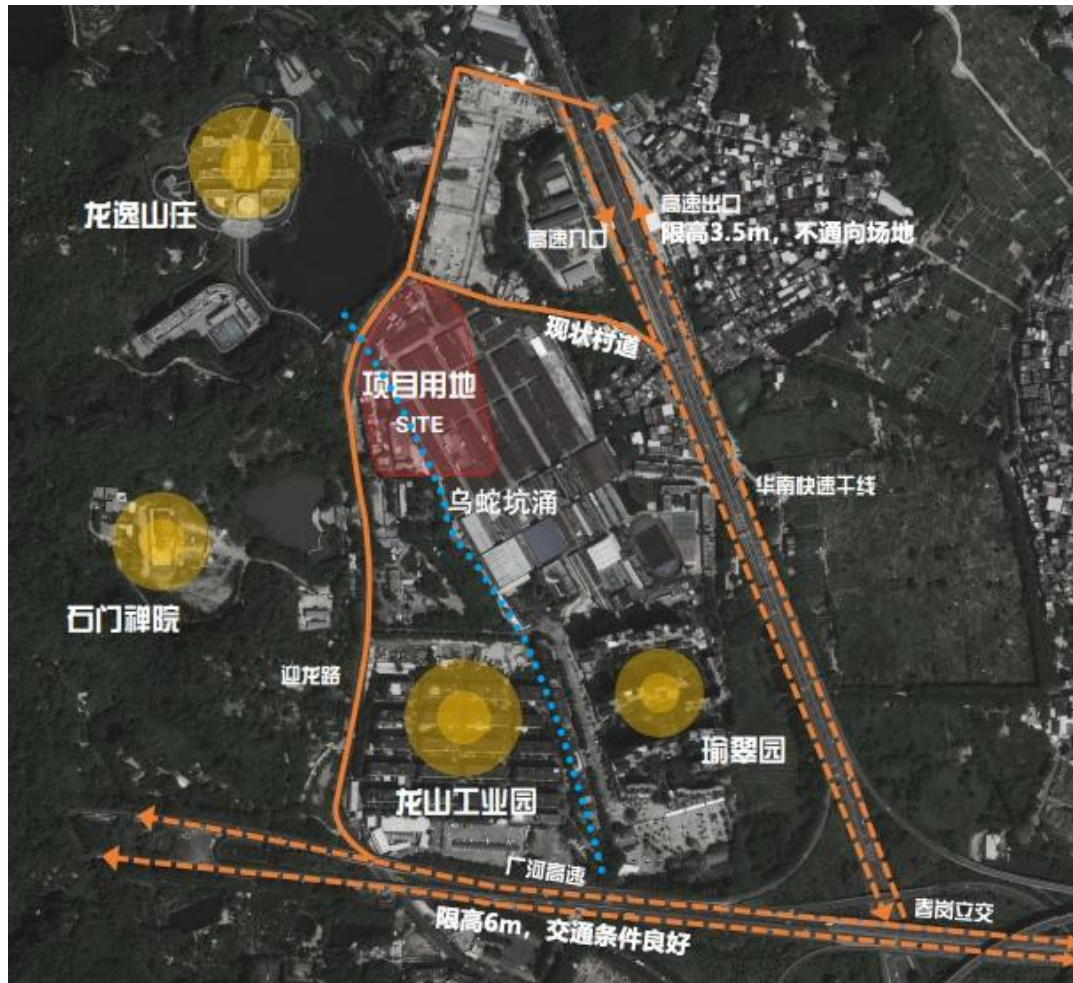 龙逸山庄
高速出口
限高3.5m，不通向场地
高速入口
现状村道
项目用地
SITE
华南快速干线
乌蛇坑涌
石门禅院
迎龙路
瑜翠园
龙山工业园
广河高速
春岗立交
限高6m，交通条件良好